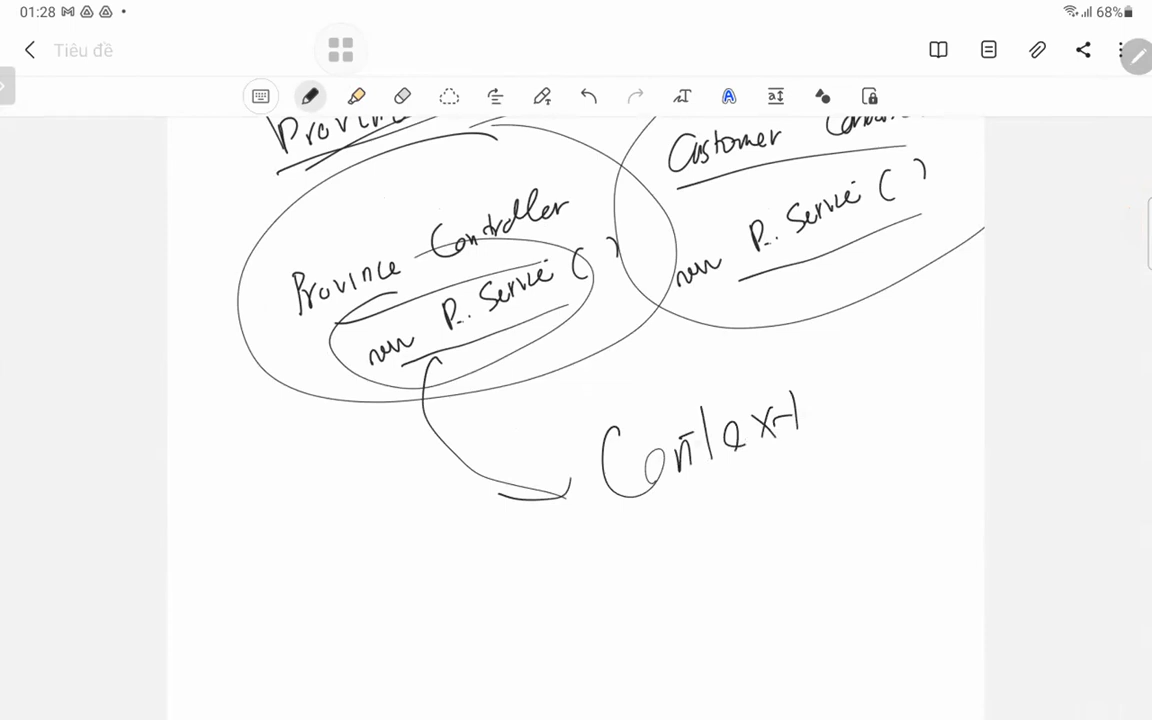 01:28
68%
Tiêu đề
Province
Customer
new P.. Service ( )
Province Controller
new P.. Service ( )
Context